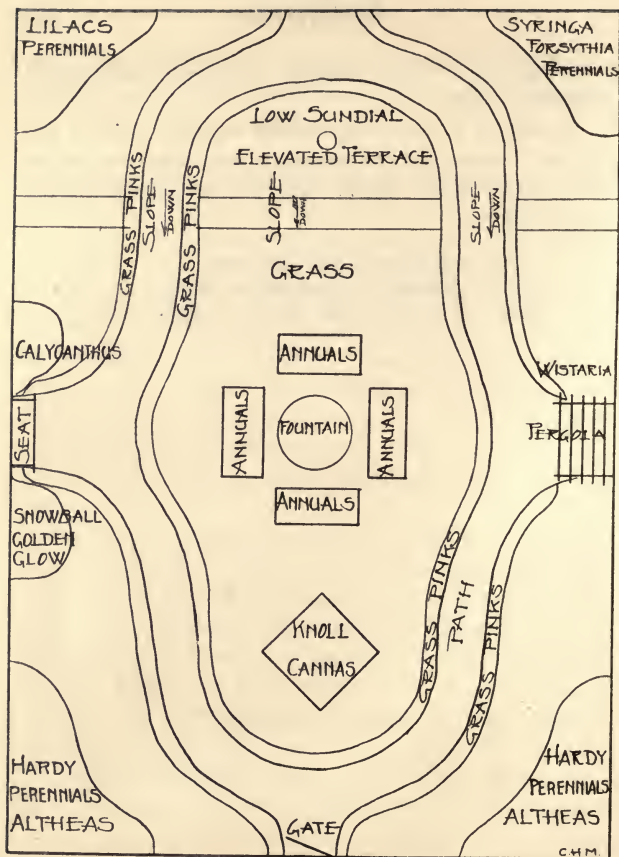 LILACS
PERENNIALS
SYRINGA
FORSYTHIA
PERENNIALS
LOW SUNDIAL
ELEVATED TERRACE
GRASS PINKS
SLOPE
DOWN
GRASS PINKS
SLOPE
DOWN
SLOPE
DOWN
GRASS
CALYCANTHUS
ANNUALS
WISTARIA
SEAT
ANNUALS
FOUNTAIN
ANNUALS
PERGOLA
ANNUALS
SNOWBALL
GOLDEN
GLOW
GRASS PINKS
PATH
GRASS PINKS
KNOLL
CANNAS
HARDY
PERENNIALS
ALTHEAS
HARDY
PERENNIALS
ALTHEAS
GATE
C.H.M.